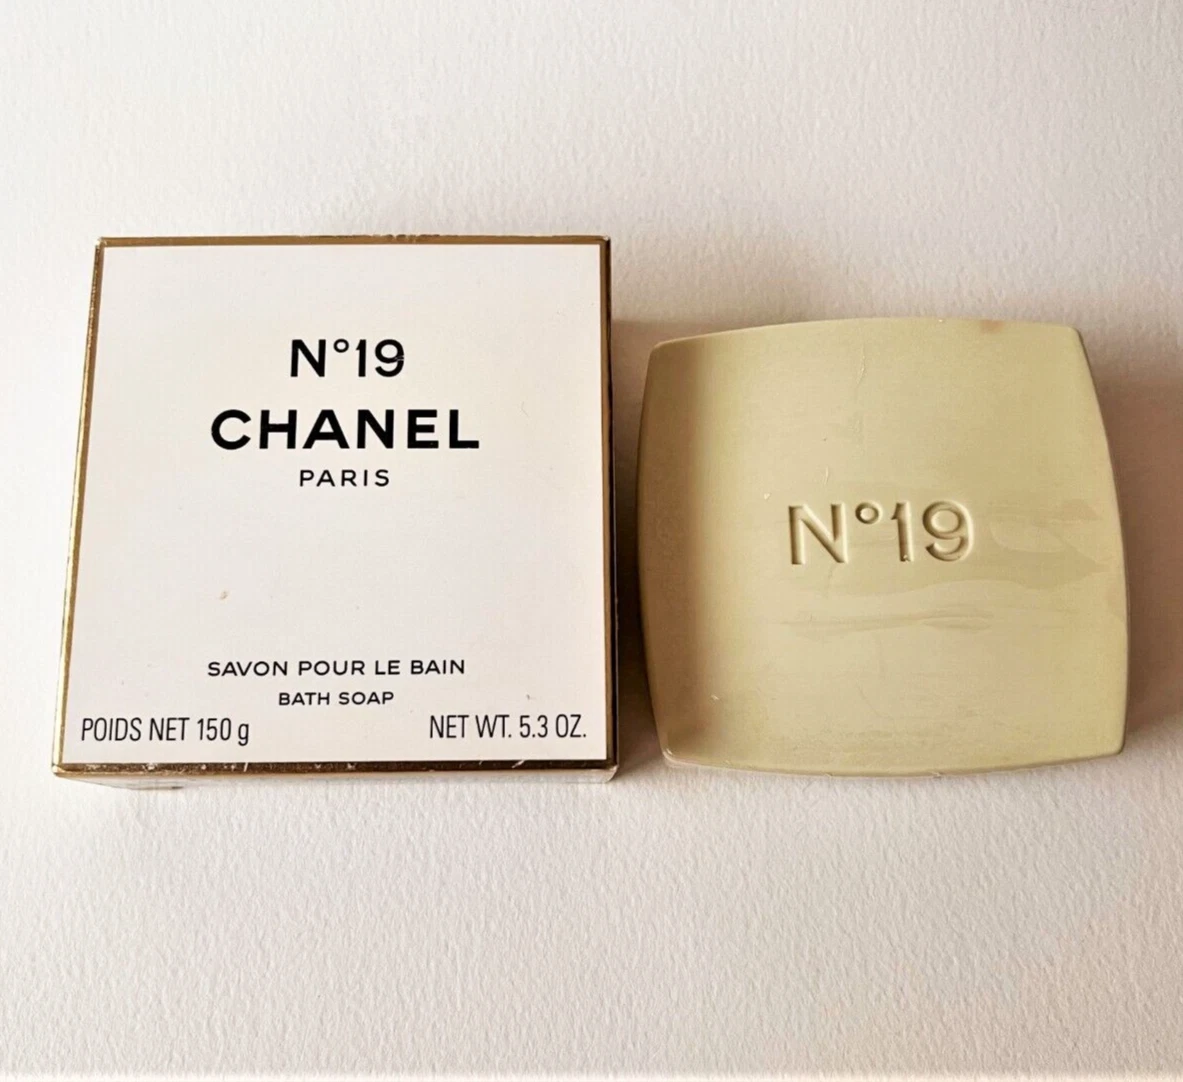 N°19
CHANEL
PARIS
SAVON POUR LE BAIN
BATH SOAP
POIDS NET 150 g
NET WT. 5.3 OZ.
N°19